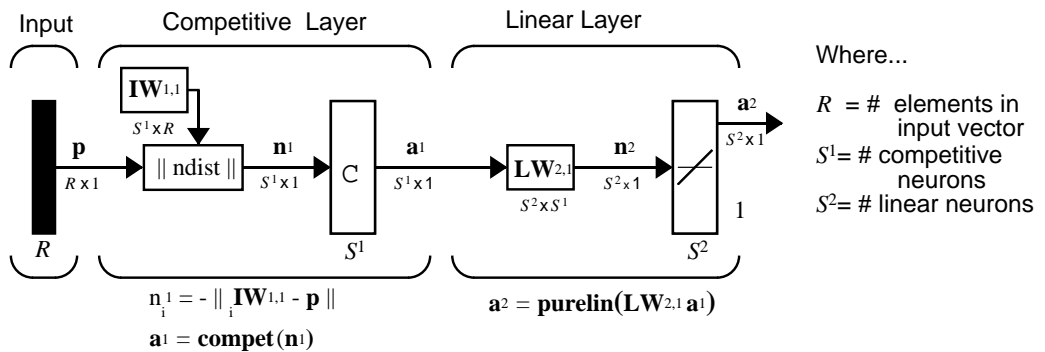 Input Competitive Layer Linear Layer
Where...
R = # elements in
input vector
S¹= # competitive
neurons
S²= # linear neurons
IW1,1
S¹ x R
p
R x 1
|| ndist ||
n1
S¹ x 1
C
a1
S¹ x 1
LW2,1
S² x S¹
n2
S² x 1
a2
S² x 1
1
R
S¹
S²
nᵢ¹ = - || ᵢIW1,1 - p ||
a1 = compet(n1)
a2 = purelin(LW2,1 a1)